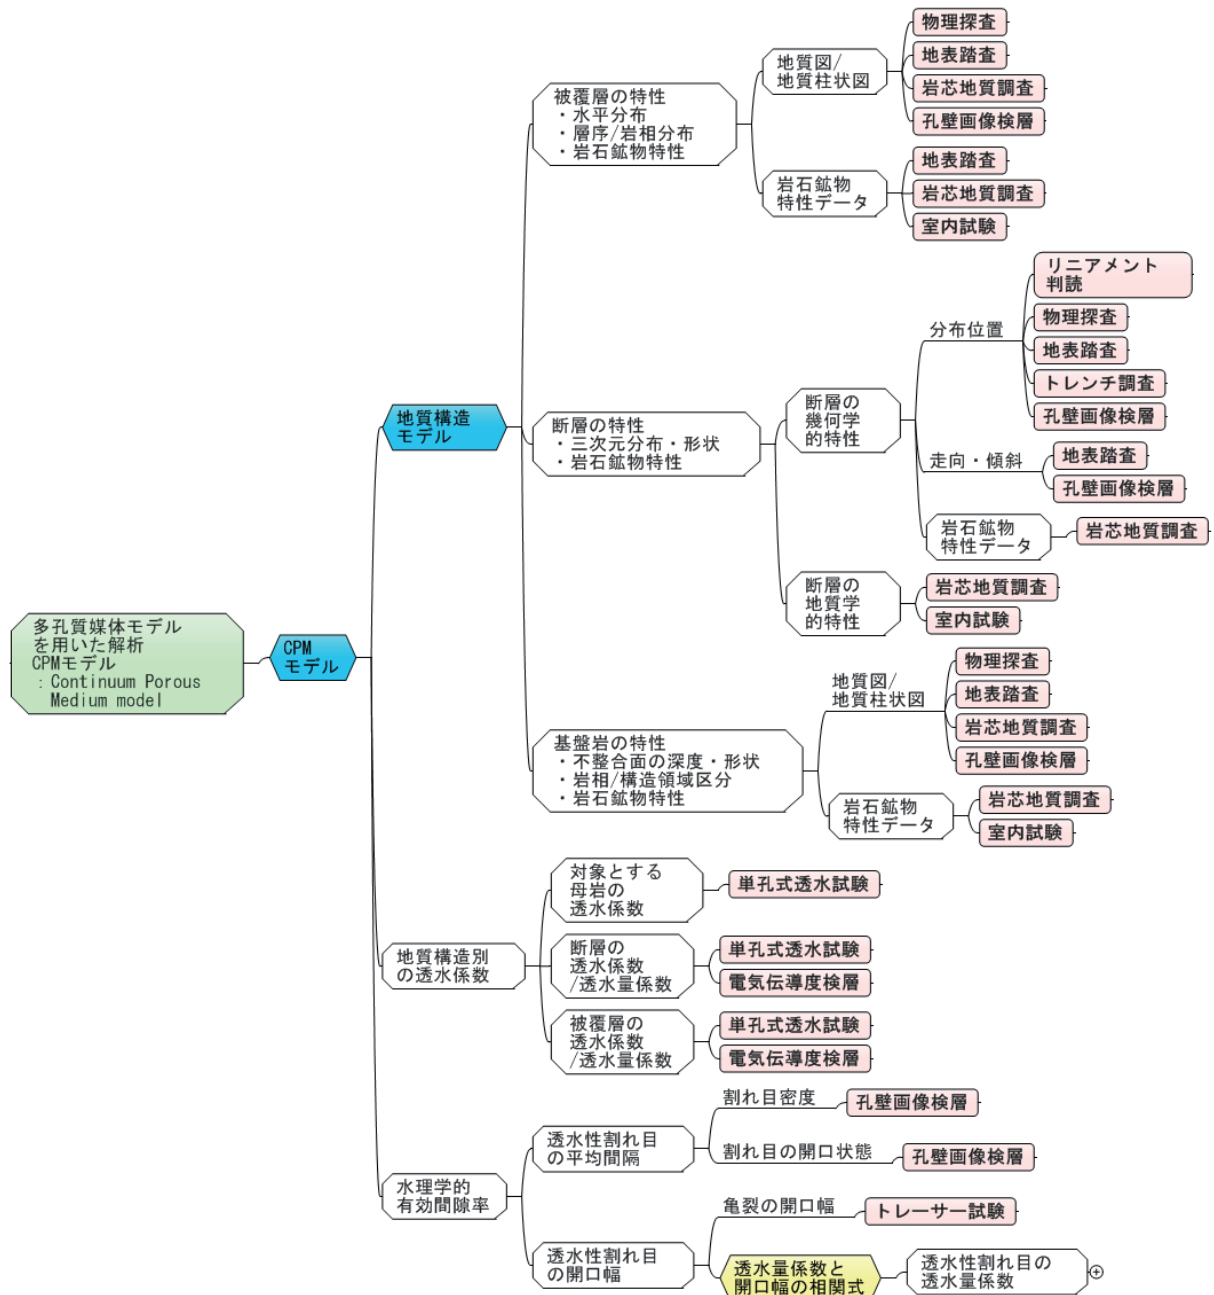 多孔質媒体モデル
を用いた解析
CPMモデル
：Continuum Porous
Medium model
CPM
モデル
地質構造
モデル
被覆層の特性
・水平分布
・層序/岩相分布
・岩石鉱物特性
地質図/
地質柱状図
物理探査
地表踏査
岩芯地質調査
孔壁画像検層
岩石鉱物
特性データ
地表踏査
岩芯地質調査
室内試験
断層の特性
・三次元分布・形状
・岩石鉱物特性
断層の
幾何学
的特性
分布位置
リニアメント
判読
物理探査
地表踏査
トレンチ調査
孔壁画像検層
走向・傾斜
地表踏査
孔壁画像検層
岩石鉱物
特性データ
岩芯地質調査
断層の
地質学
的特性
岩芯地質調査
室内試験
基盤岩の特性
・不整合面の深度・形状
・岩相/構造領域区分
・岩石鉱物特性
地質図/
地質柱状図
物理探査
地表踏査
岩芯地質調査
孔壁画像検層
岩石鉱物
特性データ
岩芯地質調査
室内試験
地質構造別
の透水係数
対象とする
母岩の
透水係数
単孔式透水試験
断層の
透水係数
/透水量係数
単孔式透水試験
電気伝導度検層
被覆層の
透水係数
/透水量係数
単孔式透水試験
電気伝導度検層
水理学的
有効間隙率
透水性割れ目
の平均間隔
割れ目密度
孔壁画像検層
割れ目の開口状態
孔壁画像検層
透水性割れ目
の開口幅
亀裂の開口幅
トレーサー試験
透水量係数と
開口幅の相関式
透水性割れ目の
透水量係数